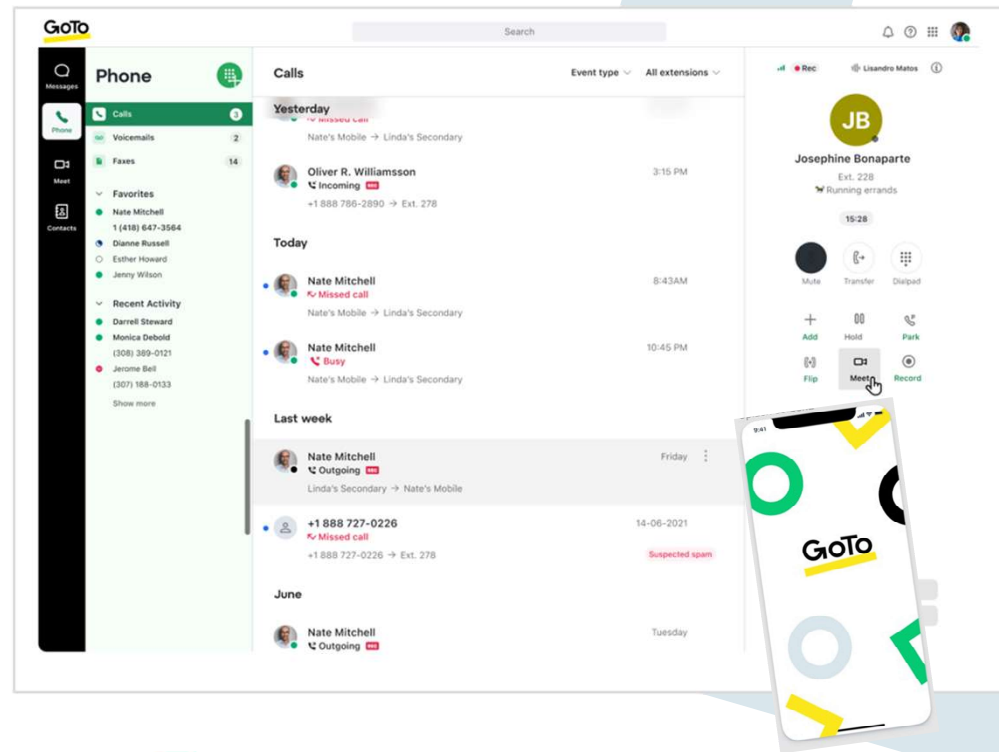 GoTo
Search
Messages
Phone
Meet
Contacts
Phone
Calls 3
Voicemails 2
Faxes 14
Favorites
Nate Mitchell
1 (418) 647-3564
Dianne Russell
Esther Howard
Jenny Wilson
Recent Activity
Darrell Steward
Monica Debold
(308) 389-0121
Jerome Bell
(307) 188-0133
Show more
Calls
Event type All extensions
Yesterday
Missed call
Nate's Mobile → Linda's Secondary
Oliver R. Williamsson 3:15 PM
Incoming REC
+1 888 786-2890 → Ext. 278
Today
Nate Mitchell 8:43AM
Missed call
Nate's Mobile → Linda's Secondary
Nate Mitchell 10:45 PM
Busy
Nate's Mobile → Linda's Secondary
Last week
Nate Mitchell Friday
Outgoing REC
Linda's Secondary → Nate's Mobile
+1 888 727-0226 14-06-2021
Missed call
+1 888 727-0226 → Ext. 278 Suspected spam
June
Nate Mitchell Tuesday
Outgoing REC
Rec Lisandro Matos
JB
Josephine Bonaparte
Ext. 228
Running errands
15:28
Mute Transfer Dialpad
Add Hold Park
Flip Meet Record
9:41
GoTo